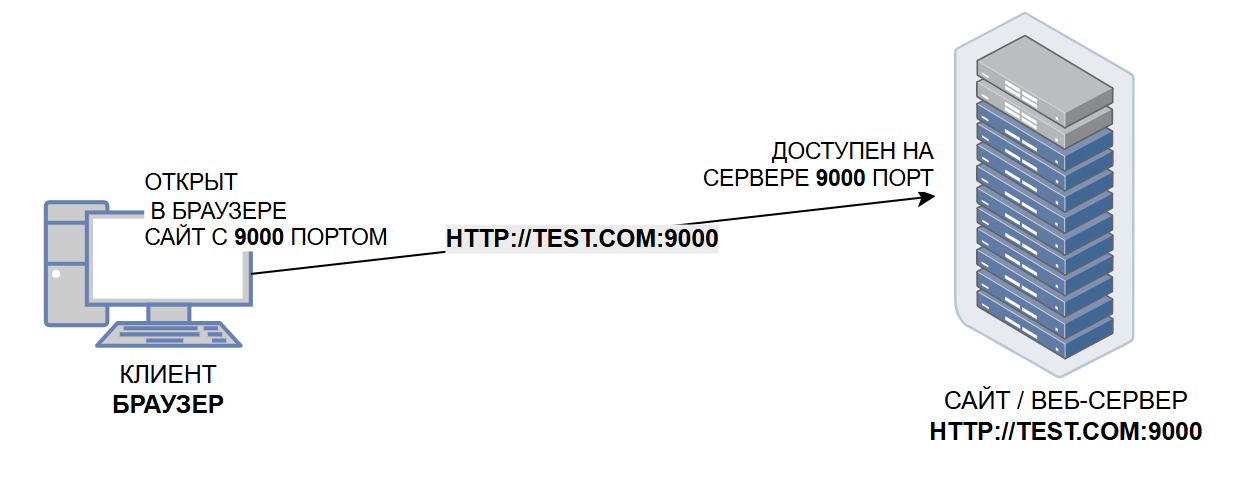 ОТКРЫТ
В БРАУЗЕРЕ
САЙТ С 9000 ПОРТОМ
HTTP://TEST.COM:9000
ДОСТУПЕН НА
СЕРВЕРЕ 9000 ПОРТ
КЛИЕНТ
БРАУЗЕР
САЙТ / ВЕБ-СЕРВЕР
HTTP://TEST.COM:9000